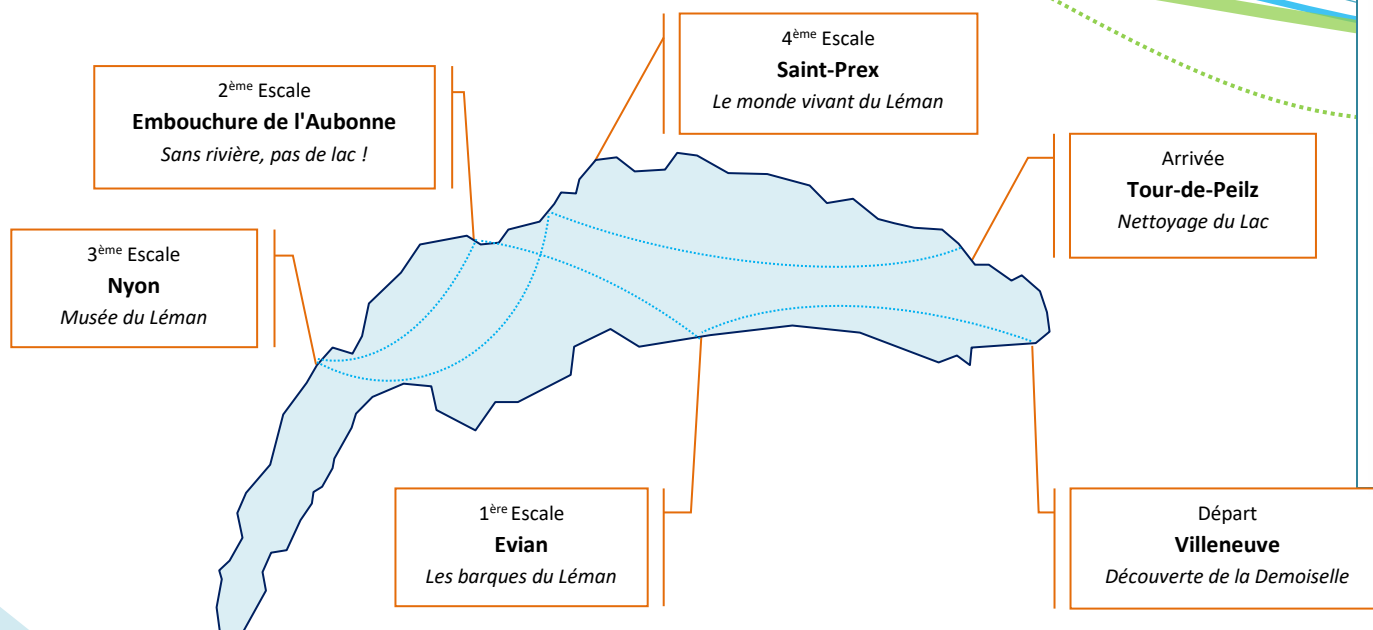 4ème Escale
Saint-Prex
Le monde vivant du Léman
2ème Escale
Embouchure de l'Aubonne
Sans rivière, pas de lac !
Arrivée
Tour-de-Peilz
Nettoyage du Lac
3ème Escale
Nyon
Musée du Léman
1ère Escale
Evian
Les barques du Léman
Départ
Villeneuve
Découverte de la Demoiselle